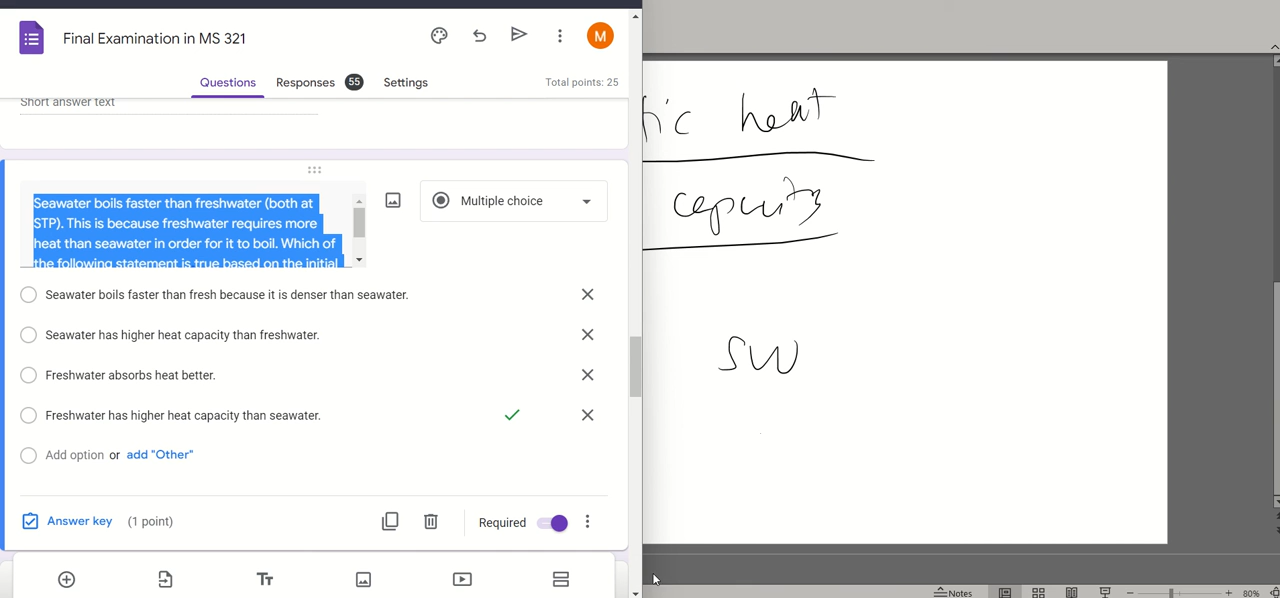 Final Examination in MS 321
M
Questions
Responses
55
Settings
Total points: 25
Short answer text
Seawater boils faster than freshwater (both at
STP). This is because freshwater requires more
heat than seawater in order for it to boil. Which of
the following statement is true based on the initial
Multiple choice
Seawater boils faster than fresh because it is denser than seawater.
Seawater has higher heat capacity than freshwater.
Freshwater absorbs heat better.
Freshwater has higher heat capacity than seawater.
Add option or add "Other"
Answer key (1 point)
Required
Tт
heat
capacity
SW
Notes
80%